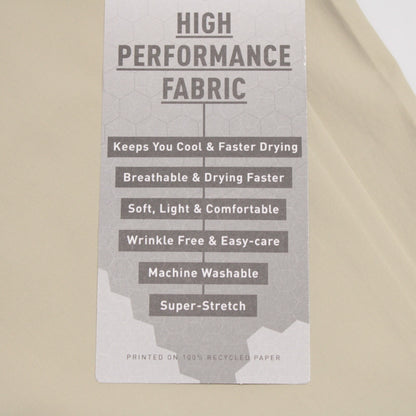 HIGH
PERFORMANCE
FABRIC
Keeps You Cool & Faster Drying
Breathable & Drying Faster
Soft, Light & Comfortable
Wrinkle Free & Easy-care
Machine Washable
Super-Stretch
PRINTED ON 100% RECYCLED PAPER